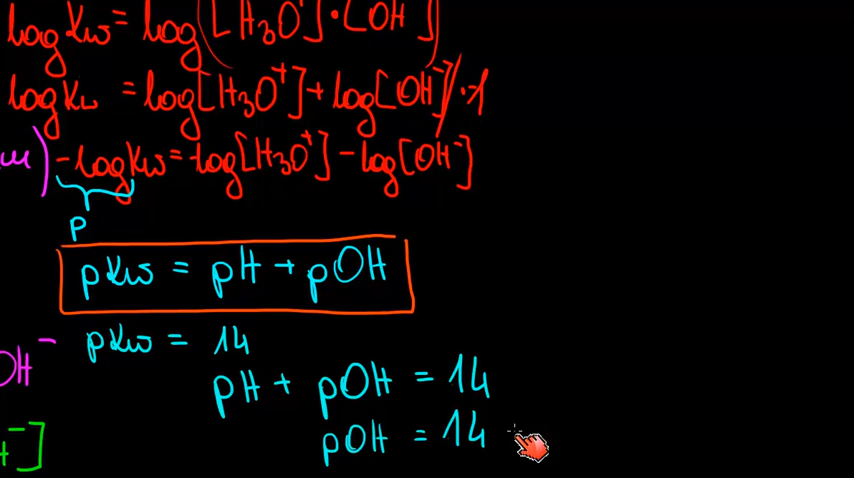 log Kw = log([H₃O⁺]·[OH⁻])
log Kw = log[H₃O⁺] + log[OH⁻] /·-1
-log Kw = -log[H₃O⁺] - log[OH⁻]
p
pKw = pH + pOH
pKw = 14
OH⁻
pH + pOH = 14
pOH = 14